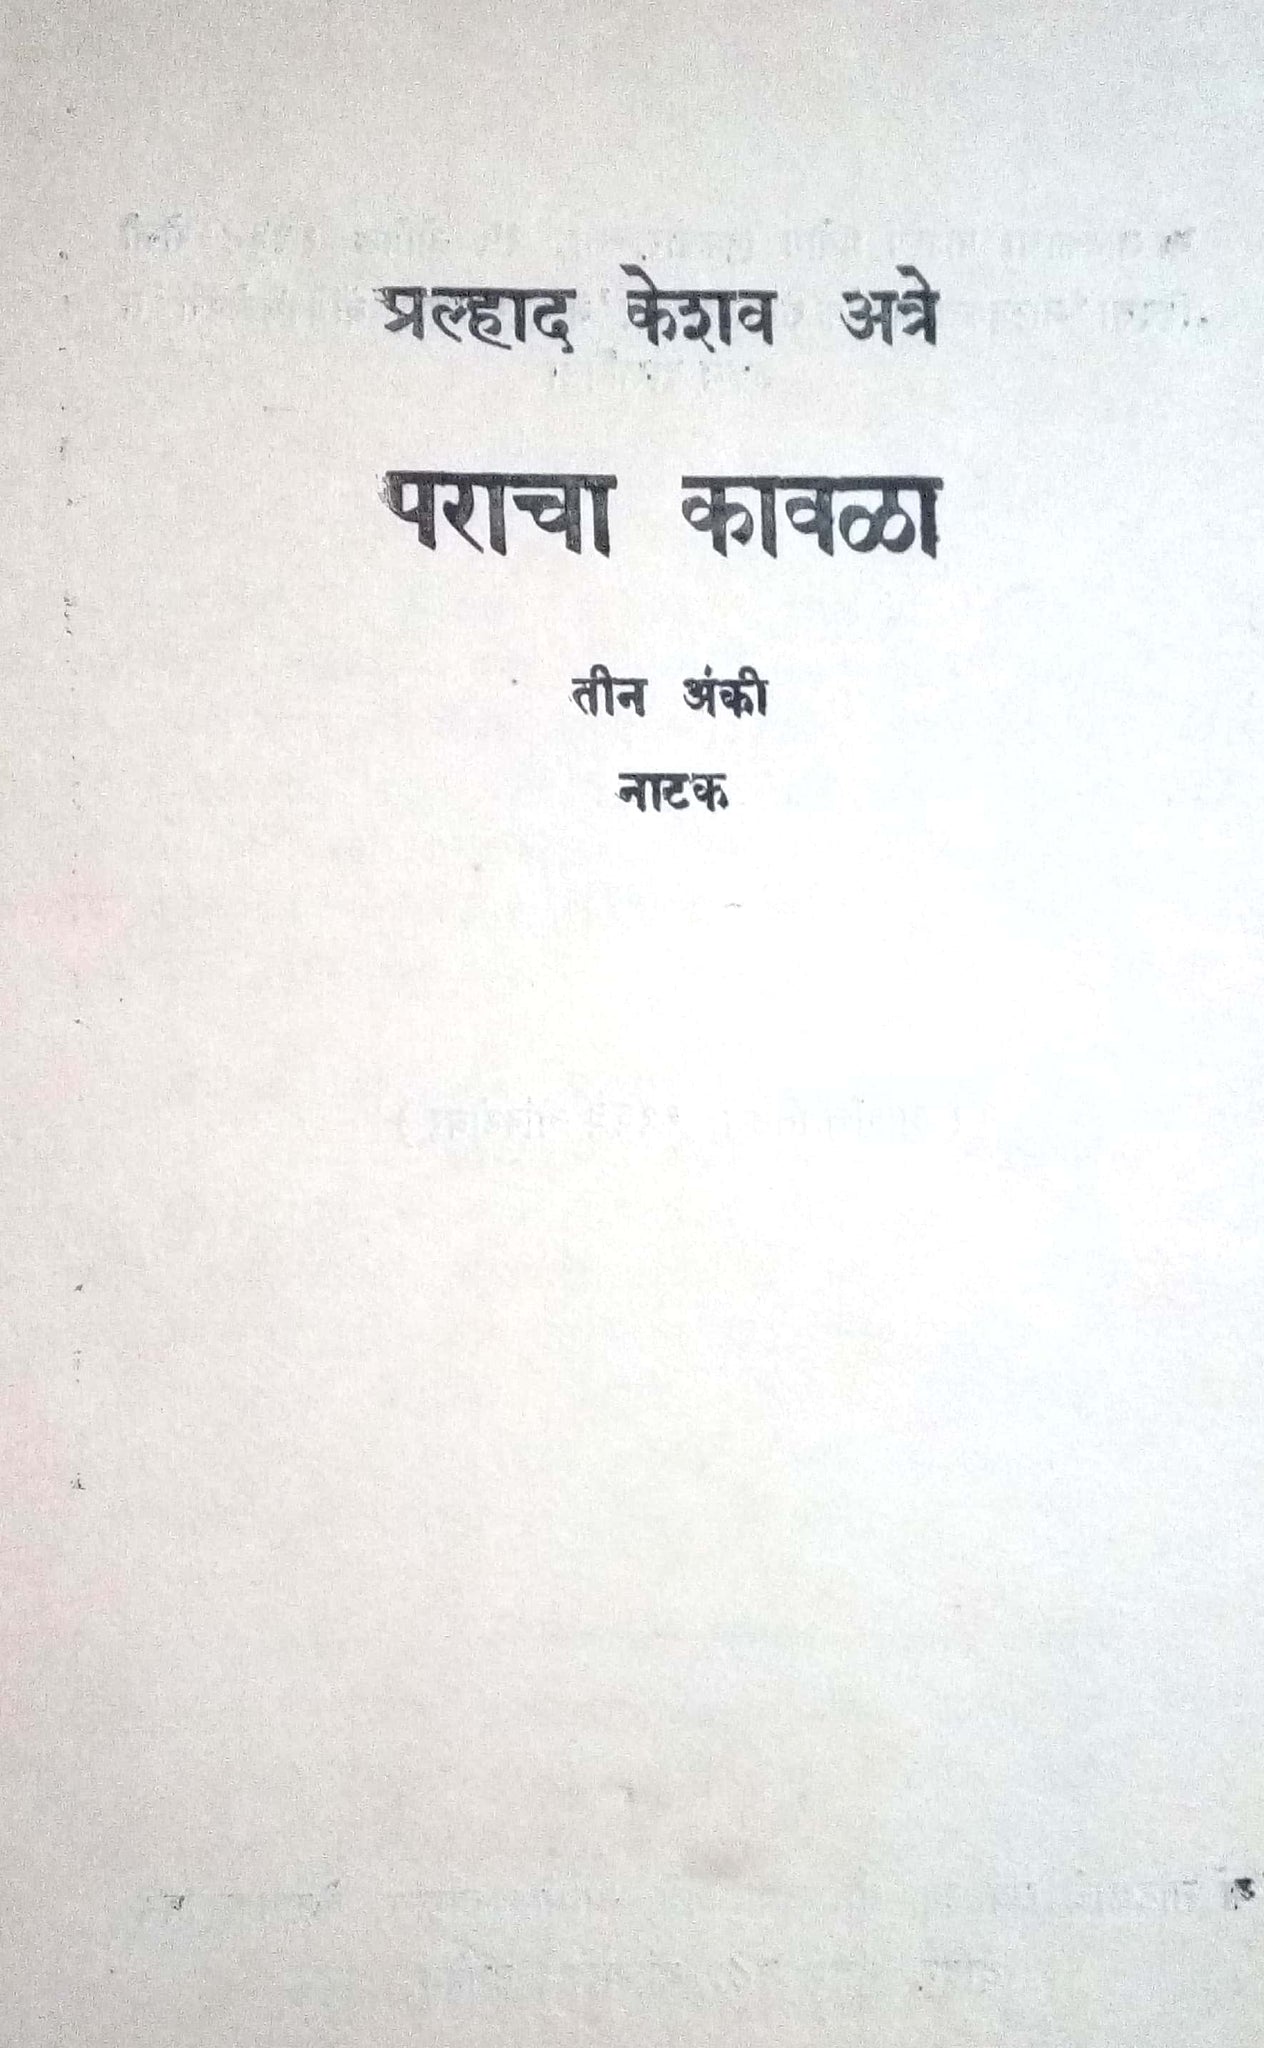 प्रल्हाद केशव अत्रे
पराचा कावळा
तीन अंकी
नाटक